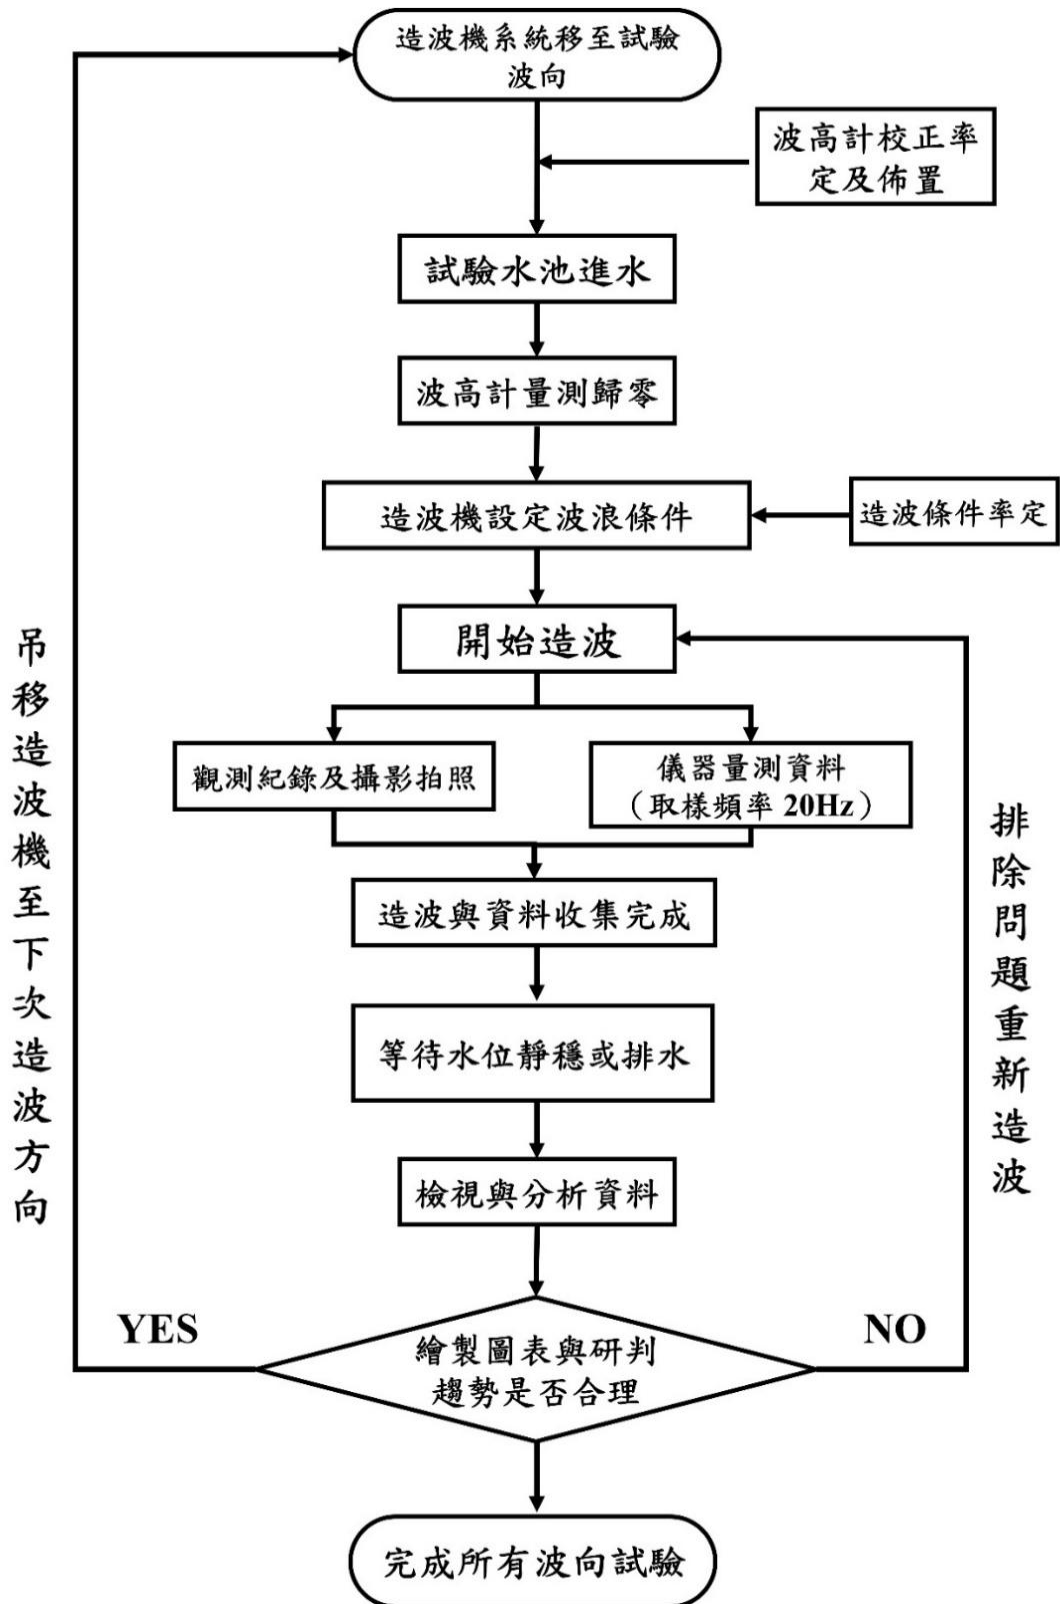 造波機系統移至試驗
波向
波高計校正率
定及佈置
試驗水池進水
波高計量測歸零
造波機設定波浪條件
造波條件率定
開始造波
觀測紀錄及攝影拍照
儀器量測資料
（取樣頻率 20Hz）
造波與資料收集完成
等待水位靜穩或排水
檢視與分析資料
YES
NO
繪製圖表與研判
趨勢是否合理
完成所有波向試驗
吊移造波機至下次造波方向
排除問題重新造波